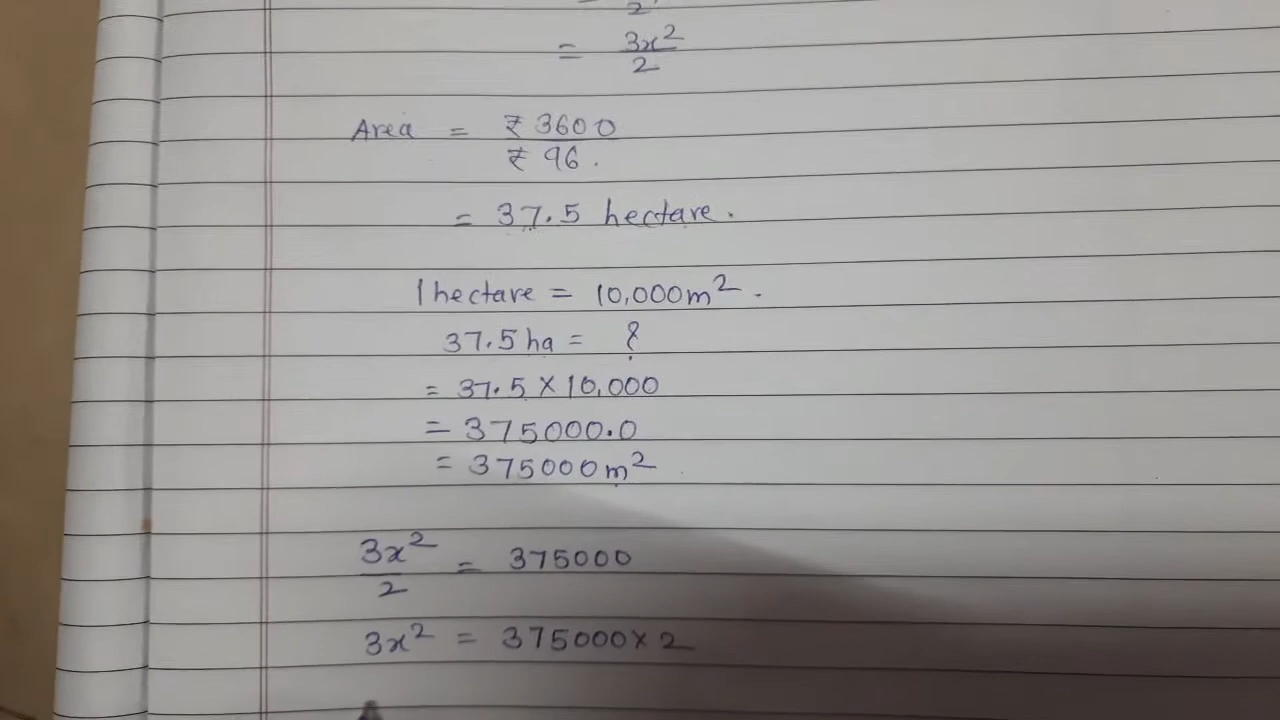 2
= 3x²/2
Area = ₹ 3600/₹ 96.
= 37.5 hectare.
1 hectare = 10,000m².
37.5 ha = ?
= 37.5 × 10,000
= 375000.0
= 375000m²
3x²/2 = 375000
3x² = 375000 × 2